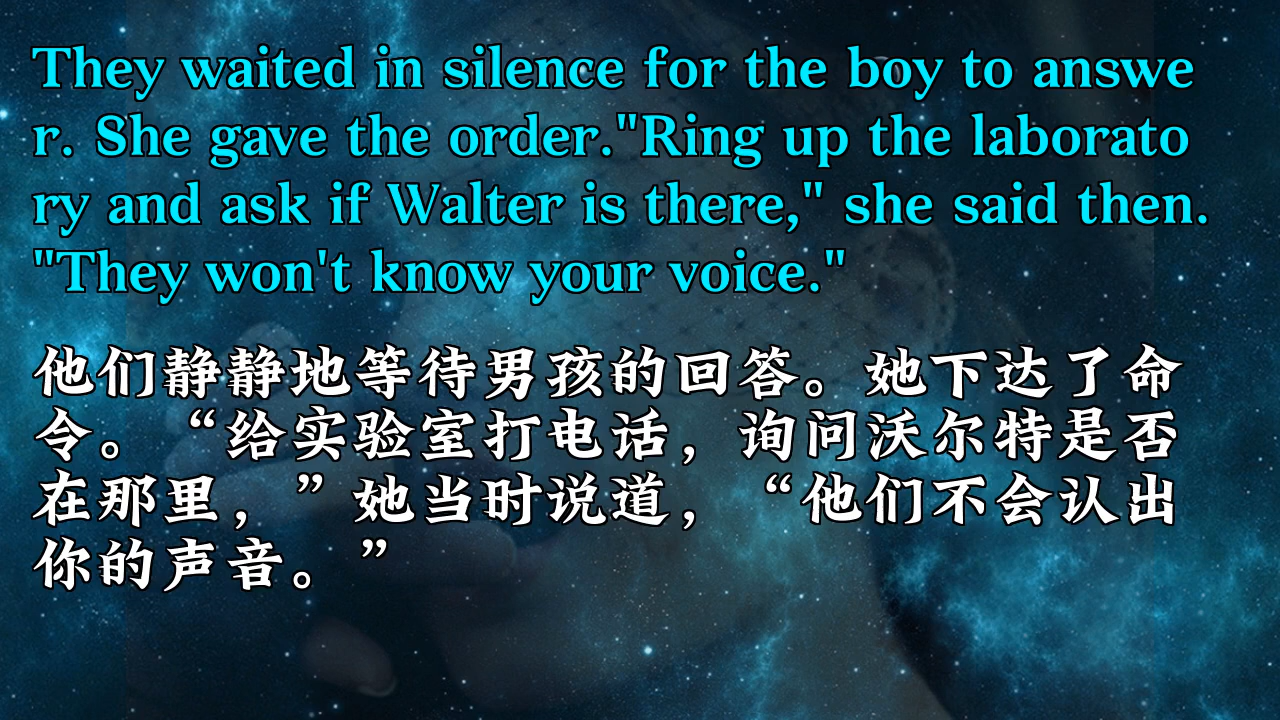 They waited in silence for the boy to answe
r. She gave the order."Ring up the laborato
ry and ask if Walter is there," she said then.
"They won't know your voice."
他们静静地等待男孩的回答。她下达了命
令。“给实验室打电话，询问沃尔特是否
在那里，”她当时说道，“他们不会认出
你的声音。”